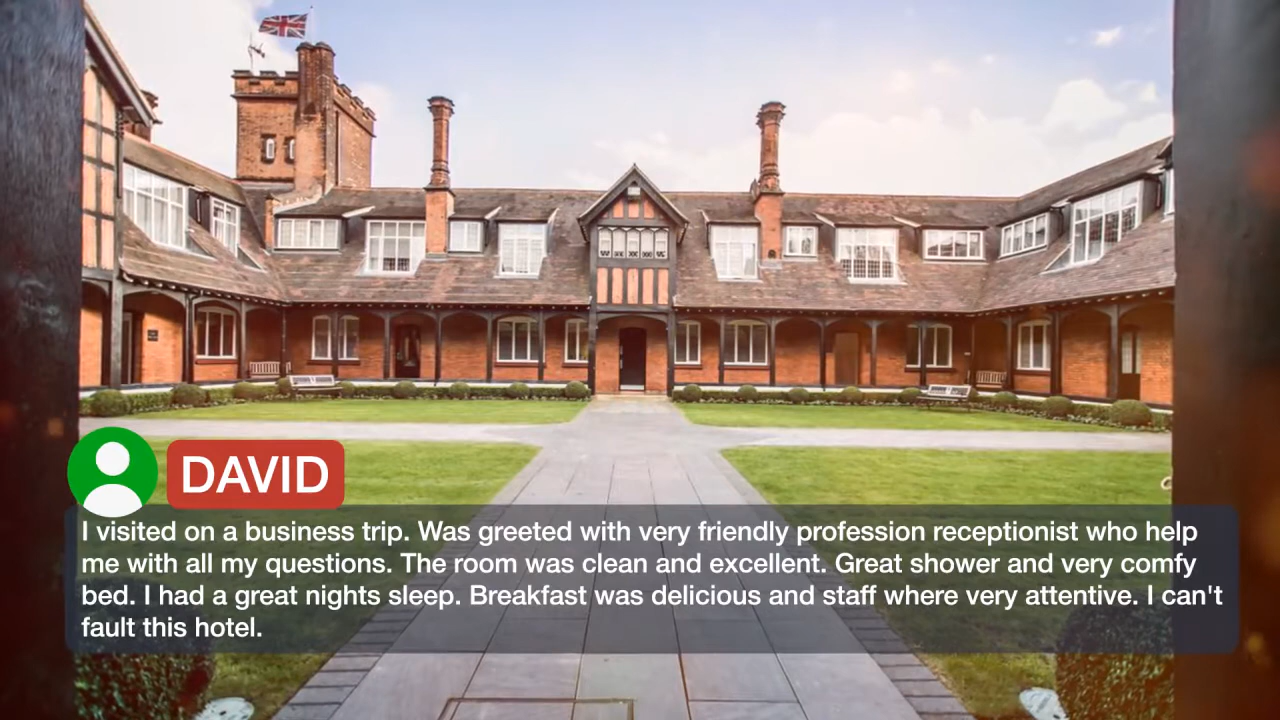 DAVID
I visited on a business trip. Was greeted with very friendly profession receptionist who help
me with all my questions. The room was clean and excellent. Great shower and very comfy
bed. I had a great nights sleep. Breakfast was delicious and staff where very attentive. I can't
fault this hotel.